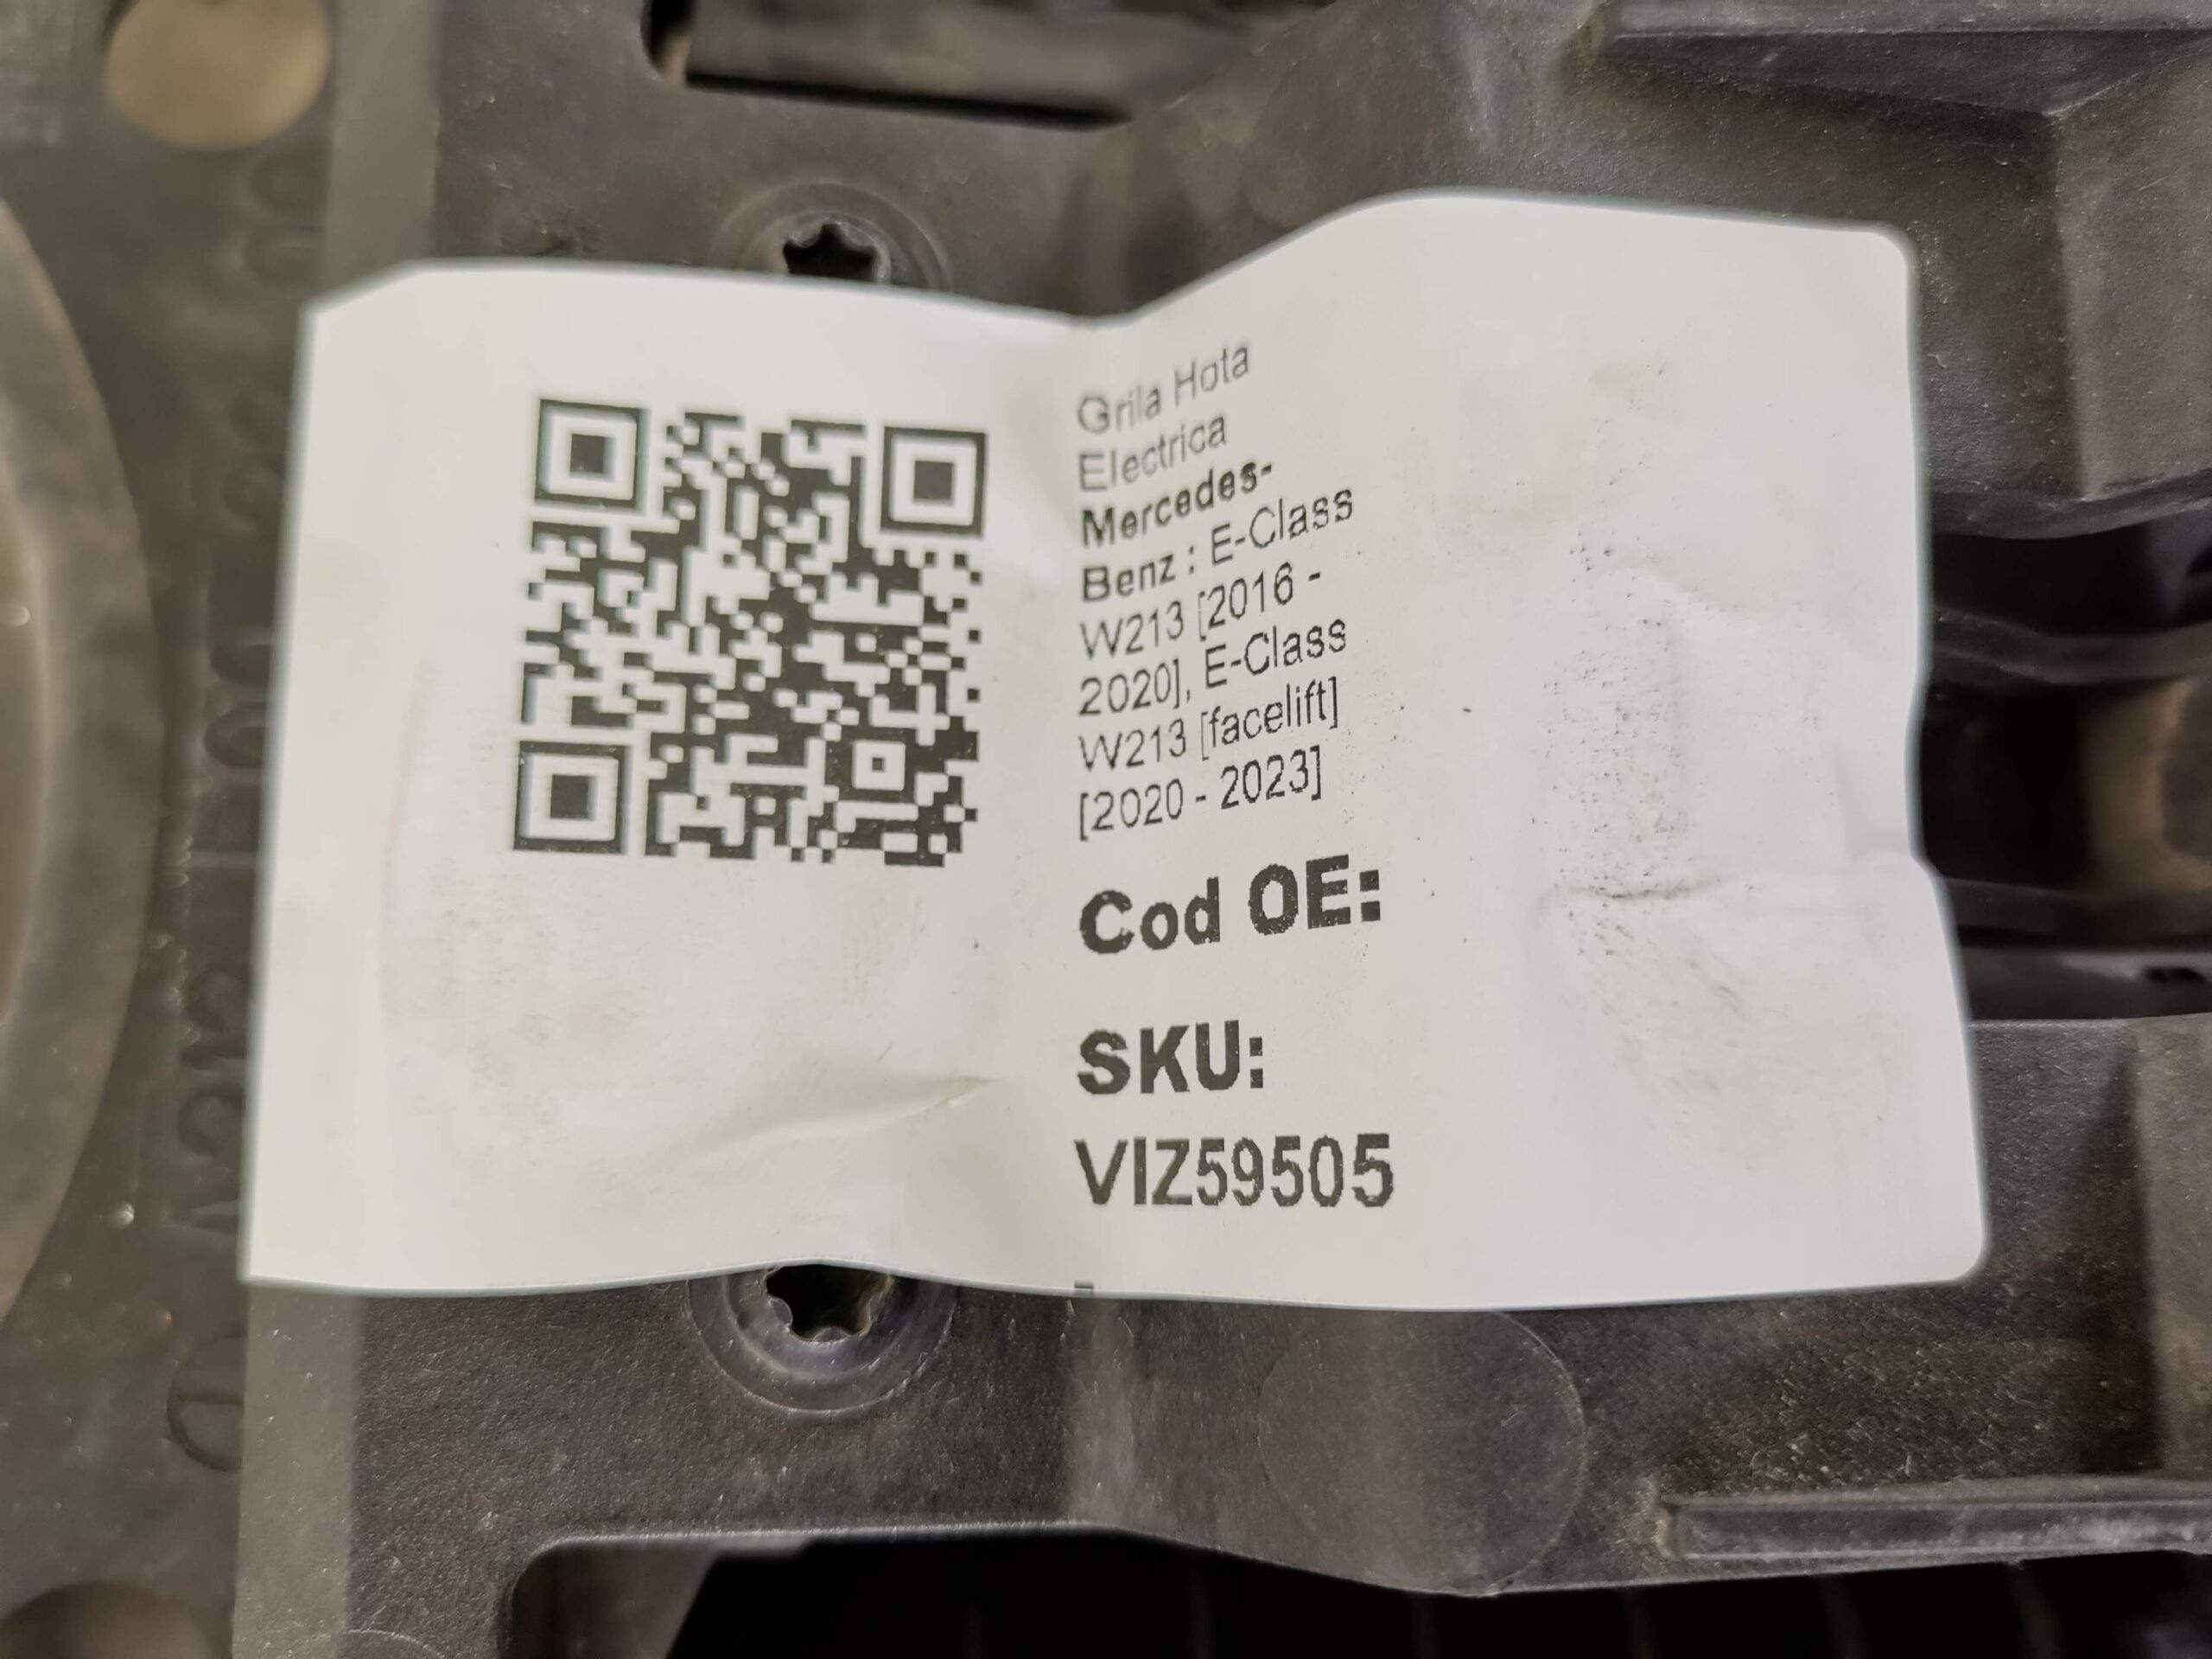 Grila Hota
Electrica
Mercedes-
Benz : E-Class
W213 [2016 -
2020], E-Class
W213 [facelift]
[2020 - 2023]
Cod OE:
SKU:
VIZ59505